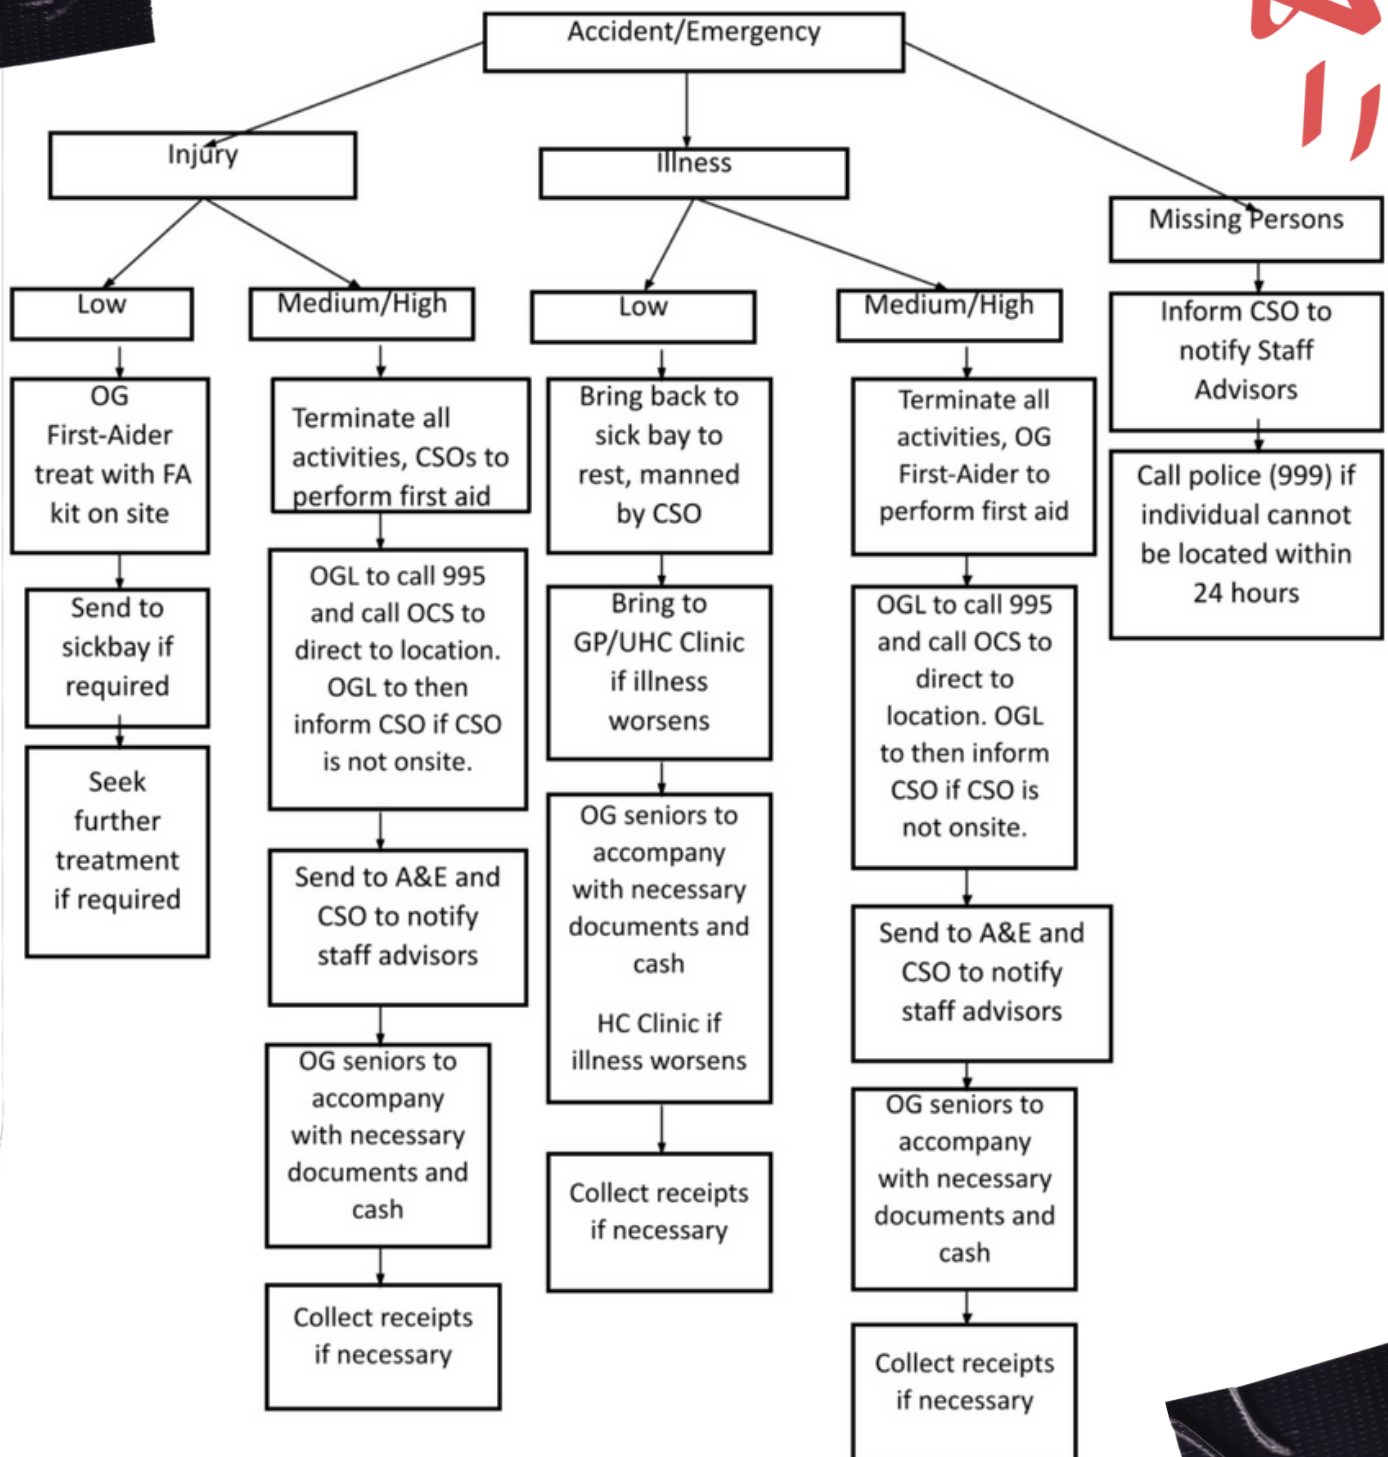 Accident/Emergency
Injury
Illness
Missing Persons
Low
Medium/High
Low
Medium/High
Inform CSO to
notify Staff
Advisors
Call police (999) if
individual cannot
be located within
24 hours
OG
First-Aider
treat with FA
kit on site
Send to
sickbay if
required
Seek
further
treatment
if required
Terminate all
activities, CSOs to
perform first aid
OGL to call 995
and call OCS to
direct to location.
OGL to then
inform CSO if CSO
is not onsite.
Send to A&E and
CSO to notify
staff advisors
OG seniors to
accompany
with necessary
documents and
cash
Collect receipts
if necessary
Bring back to
sick bay to
rest, manned
by CSO
Bring to
GP/UHC Clinic
if illness
worsens
OG seniors to
accompany
with necessary
documents and
cash
HC Clinic if
illness worsens
Collect receipts
if necessary
Terminate all
activities, OG
First-Aider to
perform first aid
OGL to call 995
and call OCS to
direct to
location. OGL
to then inform
CSO if CSO is
not onsite.
Send to A&E and
CSO to notify
staff advisors
OG seniors to
accompany
with necessary
documents and
cash
Collect receipts
if necessary